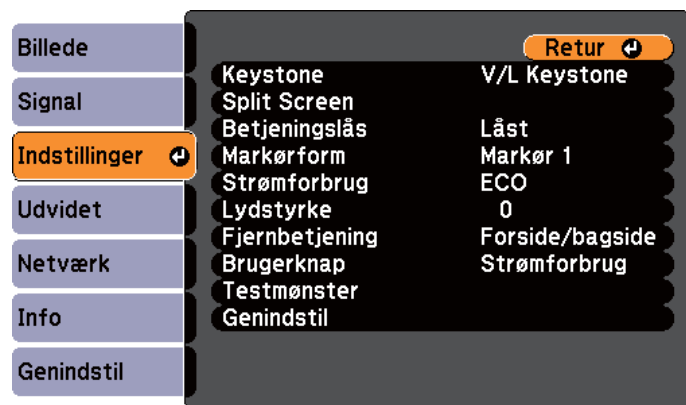 Billede
Signal
Indstillinger
Udvidet
Netværk
Info
Genindstil
Retur
Keystone V/L Keystone
Split Screen
Betjeningslås Låst
Markørform Markør 1
Strømforbrug ECO
Lydstyrke 0
Fjernbetjening Forside/bagside
Brugerknap Strømforbrug
Testmønster
Genindstil